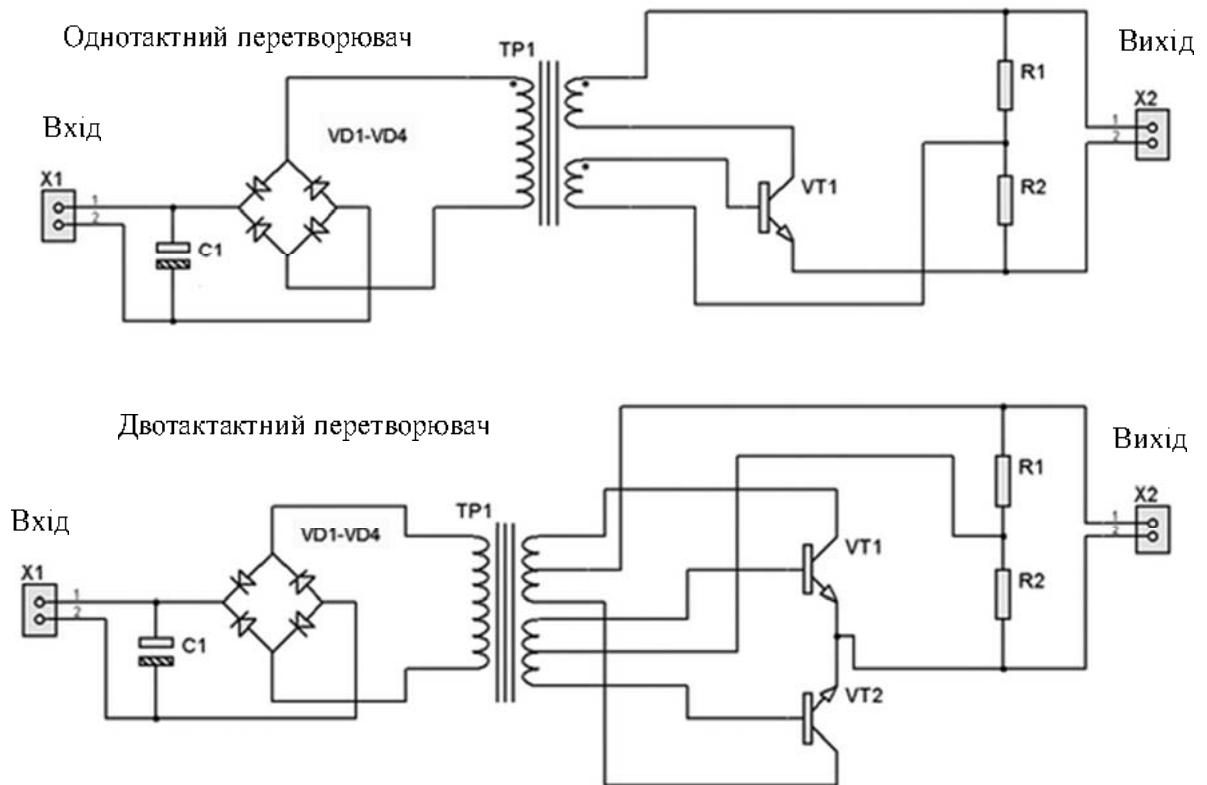 Однотактний перетворювач
Вихід
TP1
R1
X2
Вхід
VD1-VD4
1
2
X1
VT1
R2
1
2
C1
Двотактактний перетворювач
Вихід
R1
X2
TP1
Вхід
VD1-VD4
1
2
VT1
X1
R2
1
2
C1
VT2